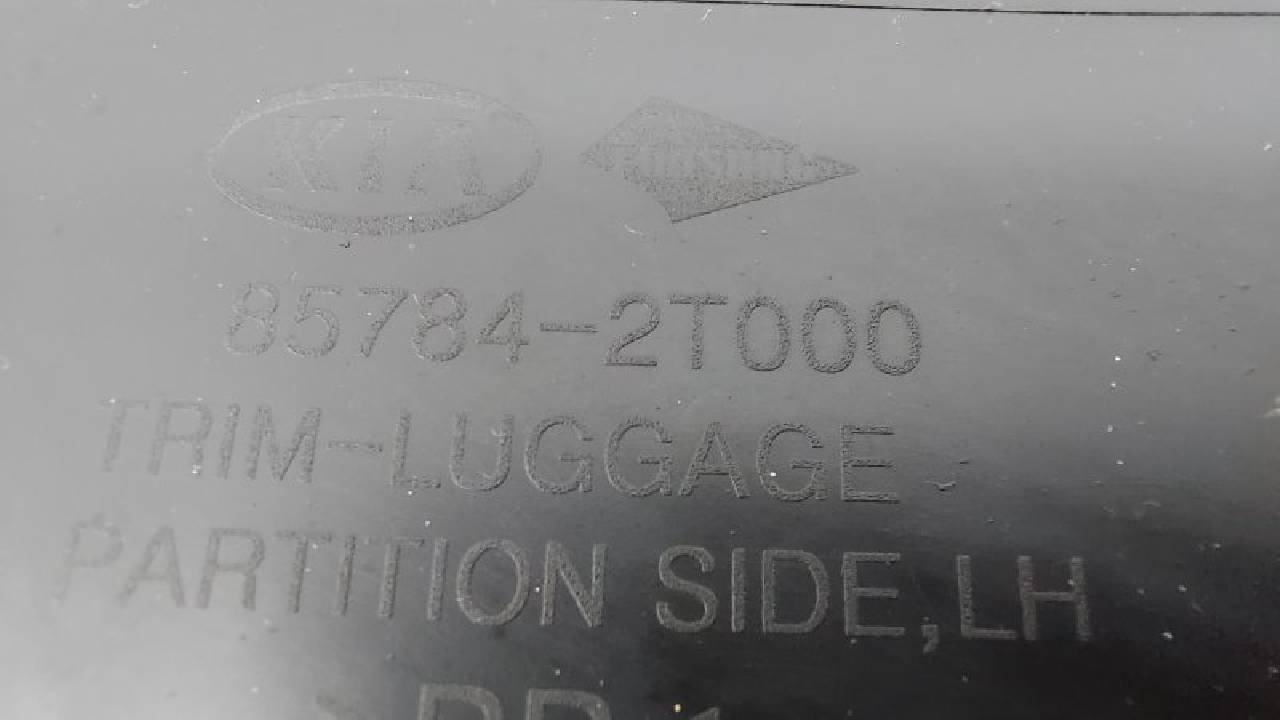 KIA
85784-2T000
TRIM-LUGGAGE
PARTITION SIDE,LH